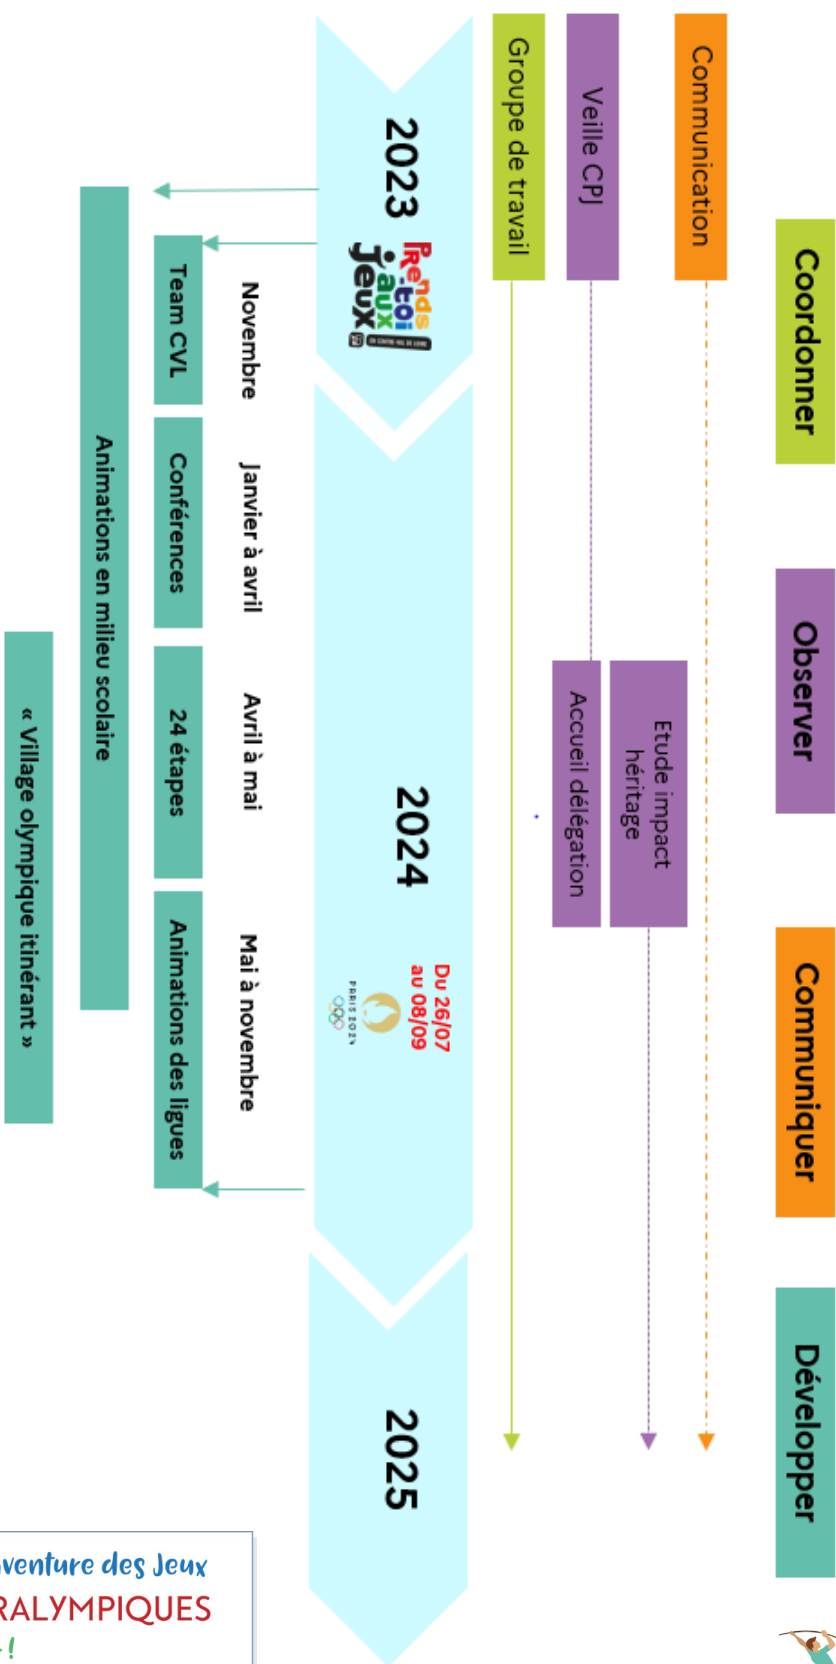 Coordonner
Observer
Communiquer
Développer
Communication
Etude impact
héritage
Veille CPJ
Accueil délégation
Groupe de travail
2023
PRends
-toi
aux
jeux
2024
Du 26/07
au 08/09
PARIS 2024
2025
Novembre
Janvier à avril
Avril à mai
Mai à novembre
Team CVL
Conférences
24 étapes
Animations des ligues
Animations en milieu scolaire
« Village olympique itinérant »
venture des Jeux
RALYMPIQUES
!